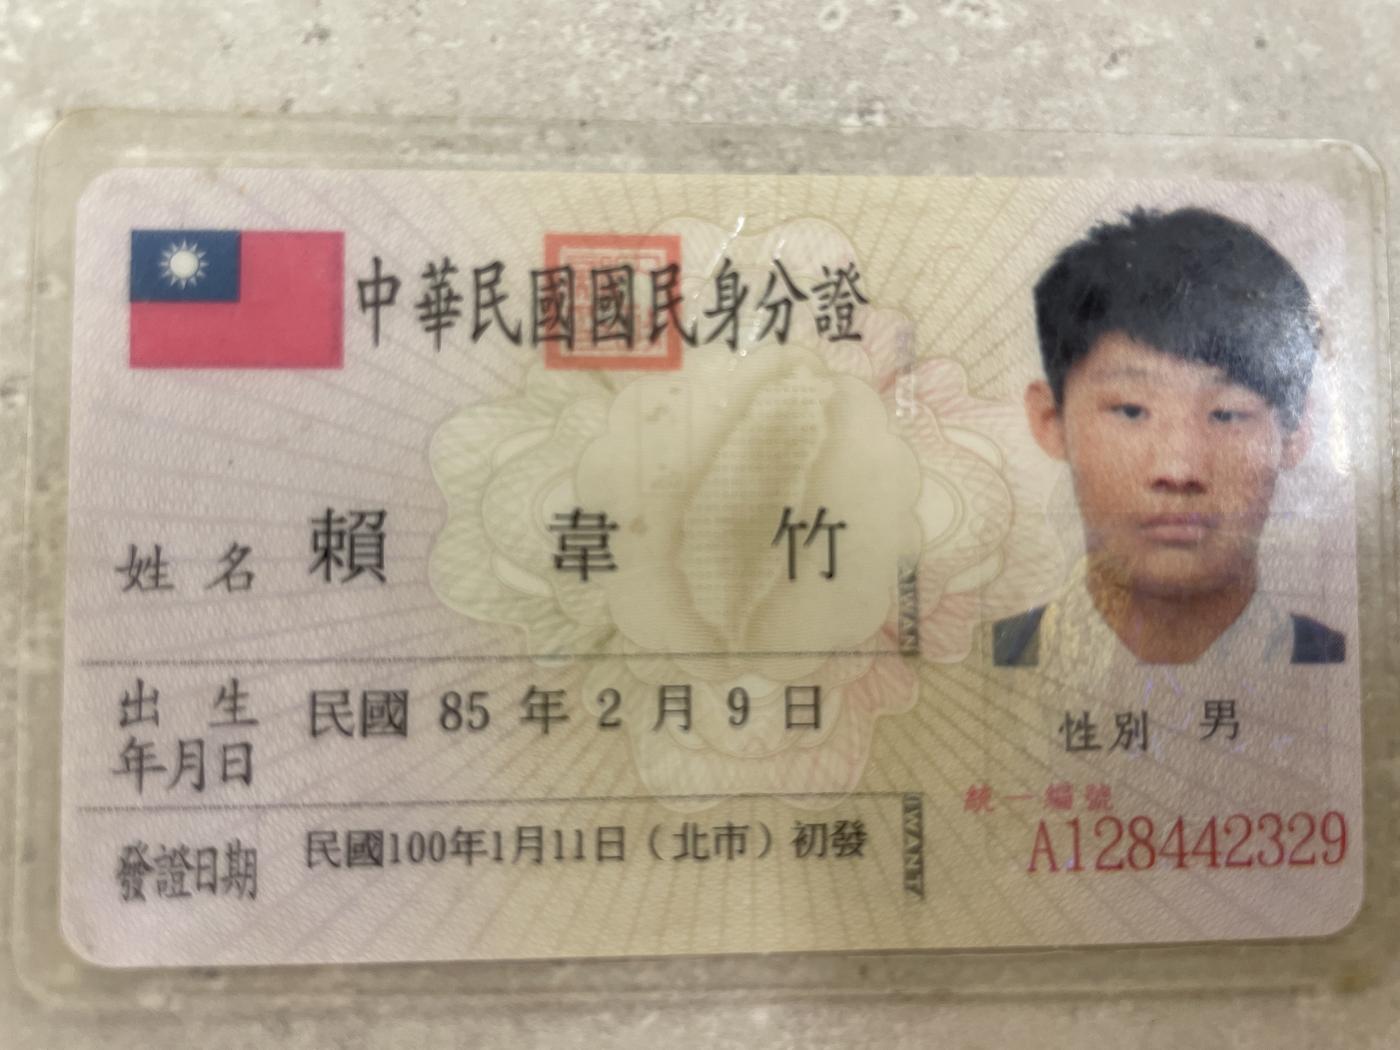 中華民國國民身分證
姓名 賴韋竹
出生年月日 民國 85 年 2 月 9 日
性別 男
發證日期 民國100年1月11日（北市）初發
統一編號
A128442329